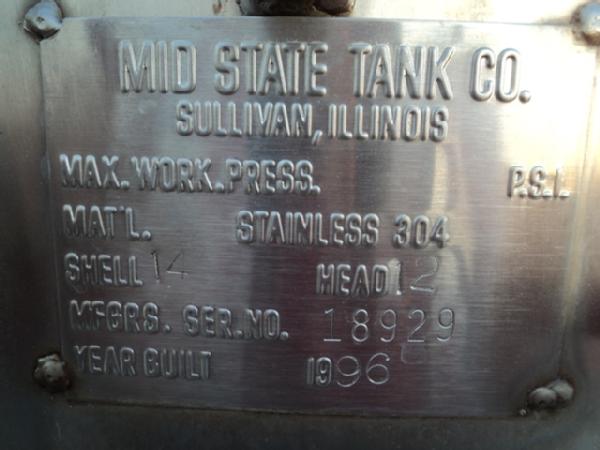 MID STATE TANK CO.
SULLIVAN, ILLINOIS
MAX. WORK. PRESS. P.S.I.
MAT'L. STAINLESS 304
SHELL 14 HEAD 12
MFGRS. SER. NO. 18929
YEAR BUILT 1996